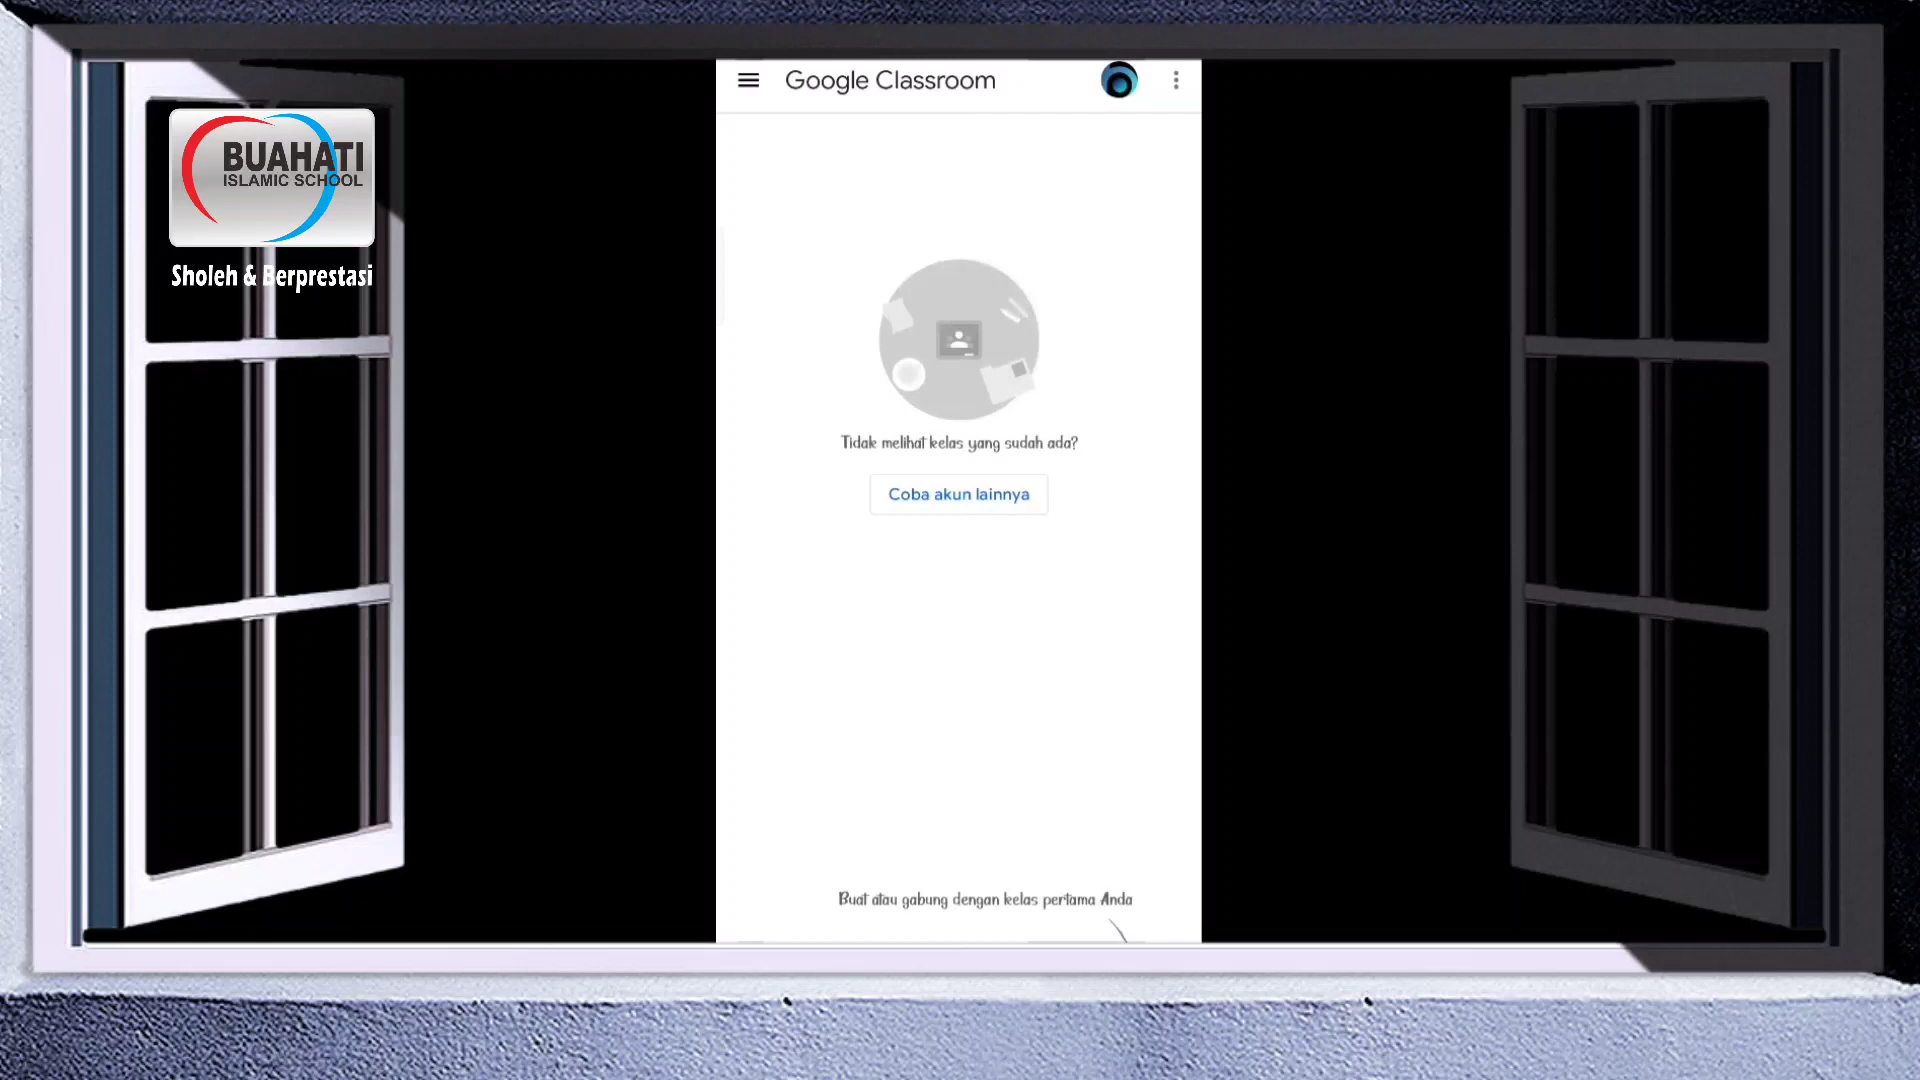 Google Classroom
BUAHATI
ISLAMIC SCHOOL
Sholeh & Berprestasi
Tidak melihat kelas yang sudah ada?
Coba akun lainnya
Buat atau gabung dengan kelas pertama Anda